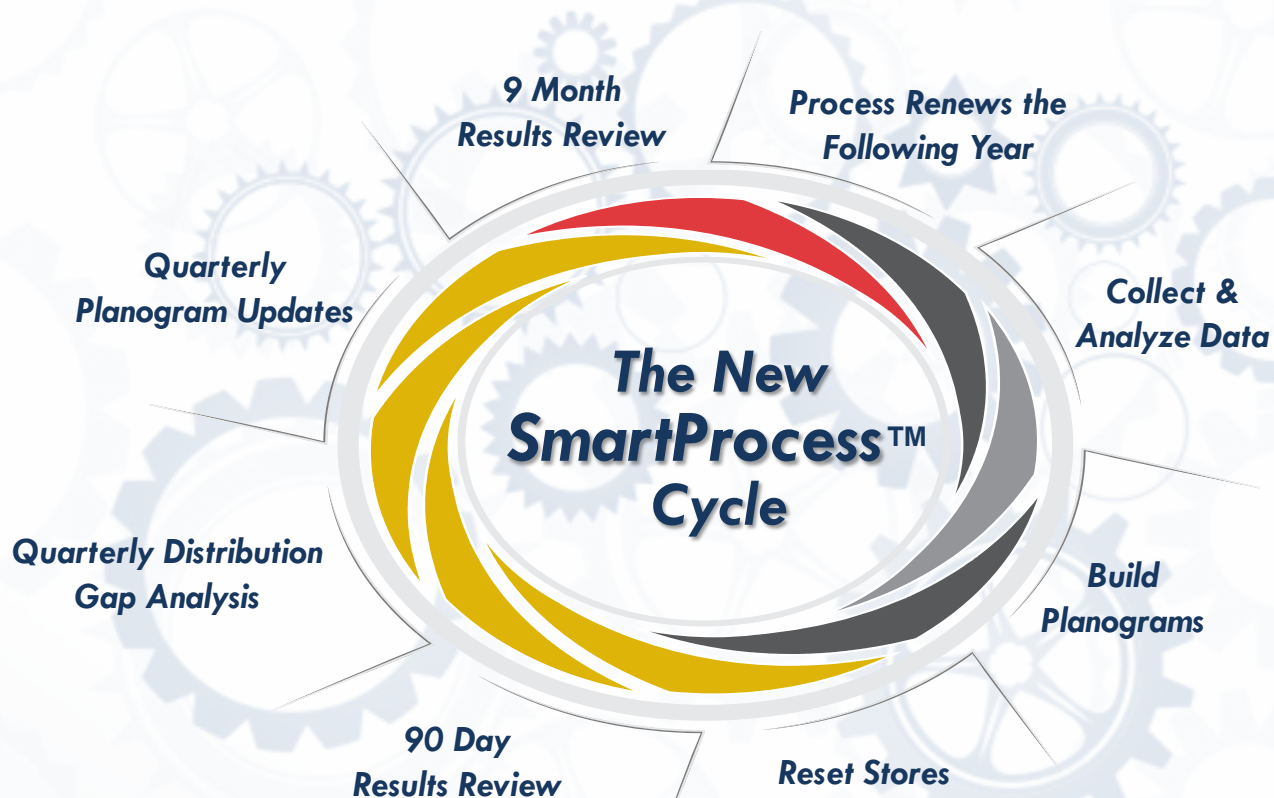 9 Month
Results Review
Process Renews the
Following Year
Collect &
Analyze Data
Build
Planograms
Reset Stores
90 Day
Results Review
Quarterly Distribution
Gap Analysis
Quarterly
Planogram Updates
The New
SmartProcess™
Cycle